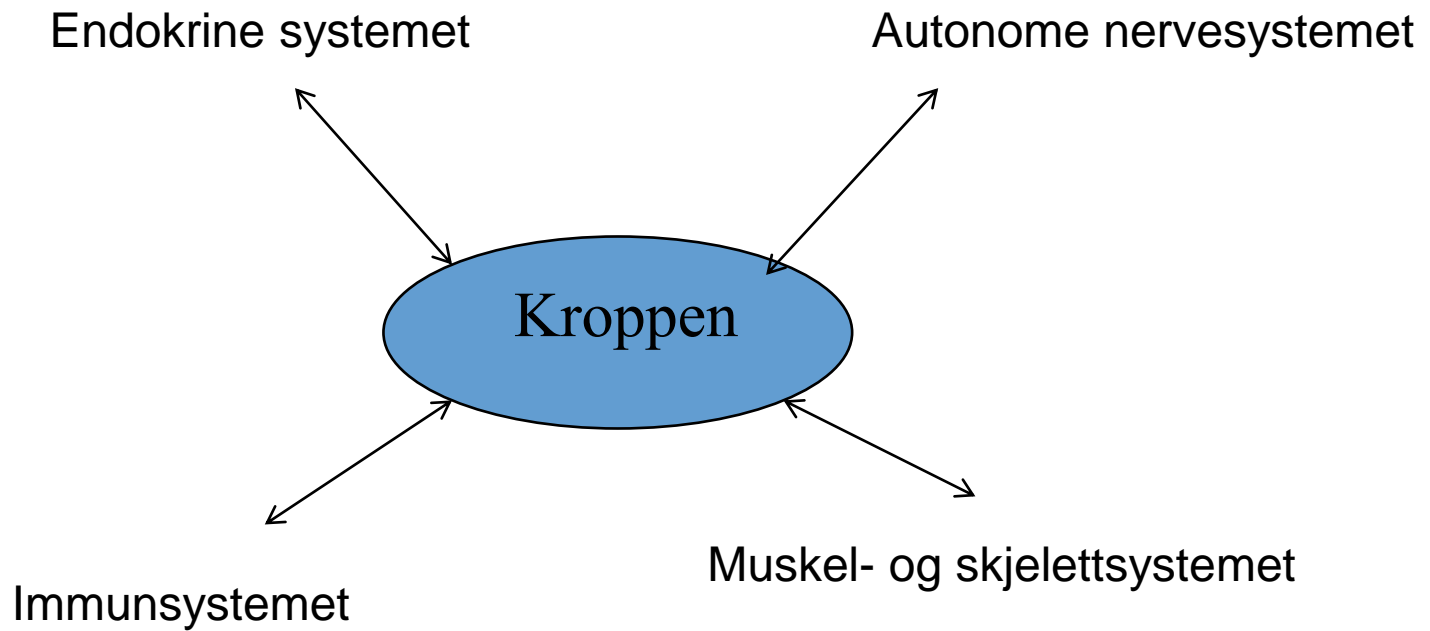 Endokrine systemet
Autonome nervesystemet
Kroppen
Muskel- og skjelettsystemet
Immunsystemet